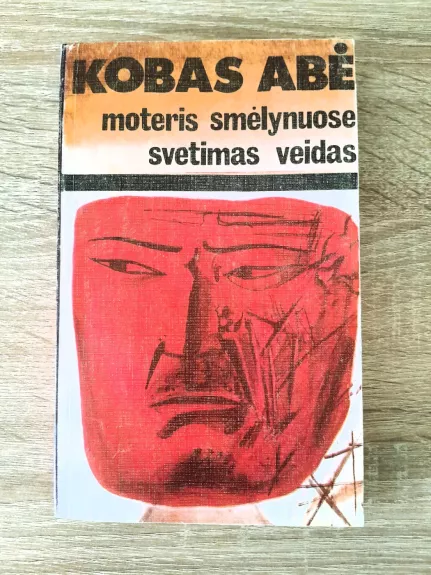 KOBAS ABĖ
moteris smėlynuose
svetimas veidas